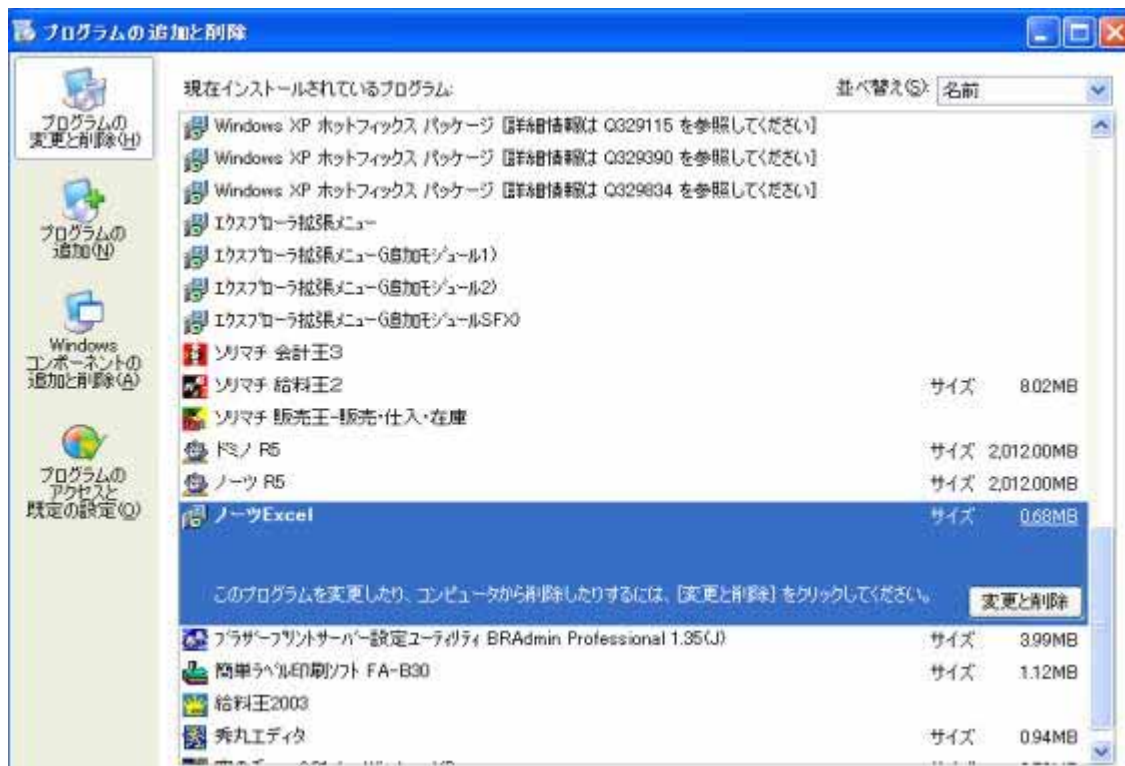 プログラムの追加と削除
プログラムの
変更と削除(H)
プログラムの
追加(N)
Windows
コンポーネントの
追加と削除(A)
プログラムの
アクセスと
既定の設定(O)
現在インストールされているプログラム:
並べ替え(S): 名前
Windows XP ホットフィックス パッケージ [詳細情報は Q329115 を参照してください]
Windows XP ホットフィックス パッケージ [詳細情報は Q329390 を参照してください]
Windows XP ホットフィックス パッケージ [詳細情報は Q329834 を参照してください]
エクスプローラ拡張メニュー
エクスプローラ拡張メニュー(追加モジュール1)
エクスプローラ拡張メニュー(追加モジュール2)
エクスプローラ拡張メニュー(追加モジュールSFX)
ソリマチ 会計王3
ソリマチ 給料王2 サイズ 8.02MB
ソリマチ 販売王-販売・仕入・在庫
ドミノ R5 サイズ 2,012.00MB
ノーツ R5 サイズ 2,012.00MB
ノーツExcel サイズ 0.68MB
このプログラムを変更したり、コンピュータから削除したりするには、[変更と削除] をクリックしてください。 変更と削除
ブラザープリントサーバー設定ユーティリティ BRAdmin Professional 1.35(J) サイズ 3.99MB
簡単ラベル印刷ソフト FA-B30 サイズ 1.12MB
給料王2003
秀丸エディタ サイズ 0.94MB